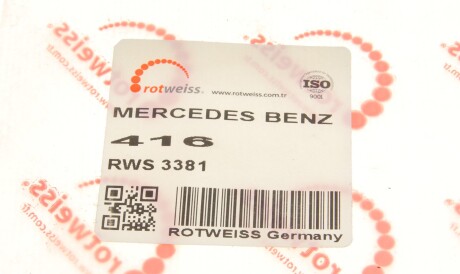 rotweiss
www.rotweiss.com.tr
ISO
9001
MERCEDES BENZ
416
RWS 3381
ROTWEISS Germany